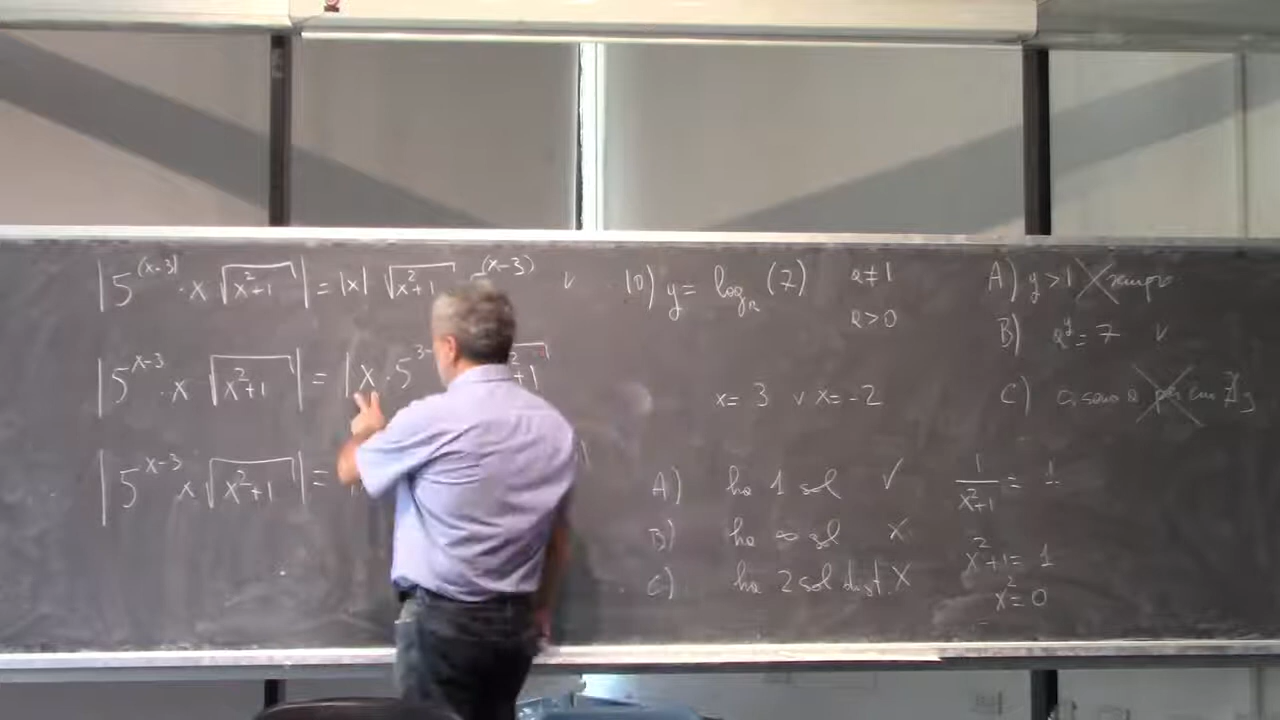 |5^(x-3) · x √(x²+1)| = |x| √(x²+1) 5^(x-3) v
|5^x-3 · x √(x²+1)| = |x · 5^3-
|5^x-3 x √(x²+1)| =
10) y = log_a (7) a≠1
a>0
x = 3 v x = -2
A) ha 1 sol ✓
B) ha ∞ sol x
C) ha 2 sol dist. X
A) y > 1 sempre
B) a^y = 7 v
C)
1/(x²+1) = 1
x²+1 = 1
x² = 0